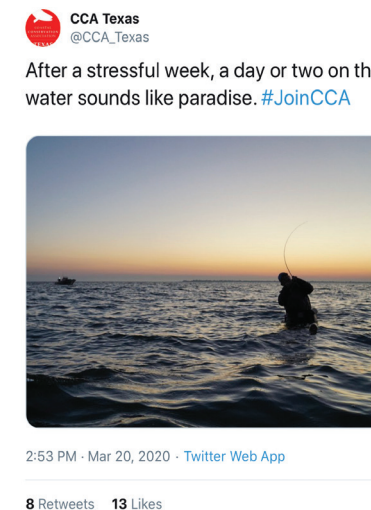 CCA Texas
@CCA_Texas
After a stressful week, a day or two on th
water sounds like paradise. #JoinCCA
2:53 PM · Mar 20, 2020 · Twitter Web App
8 Retweets 13 Likes